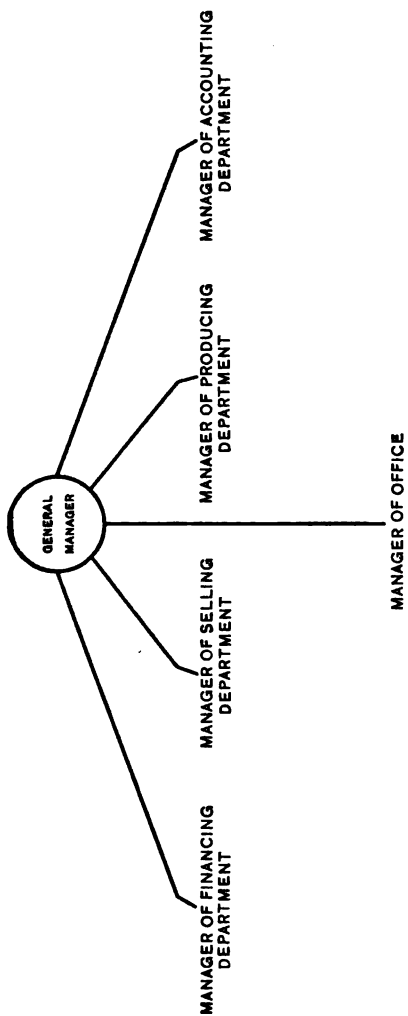 GENERAL
MANAGER
MANAGER OF FINANCING
DEPARTMENT
MANAGER OF SELLING
DEPARTMENT
MANAGER OF PRODUCING
DEPARTMENT
MANAGER OF ACCOUNTING
DEPARTMENT
MANAGER OF OFFICE